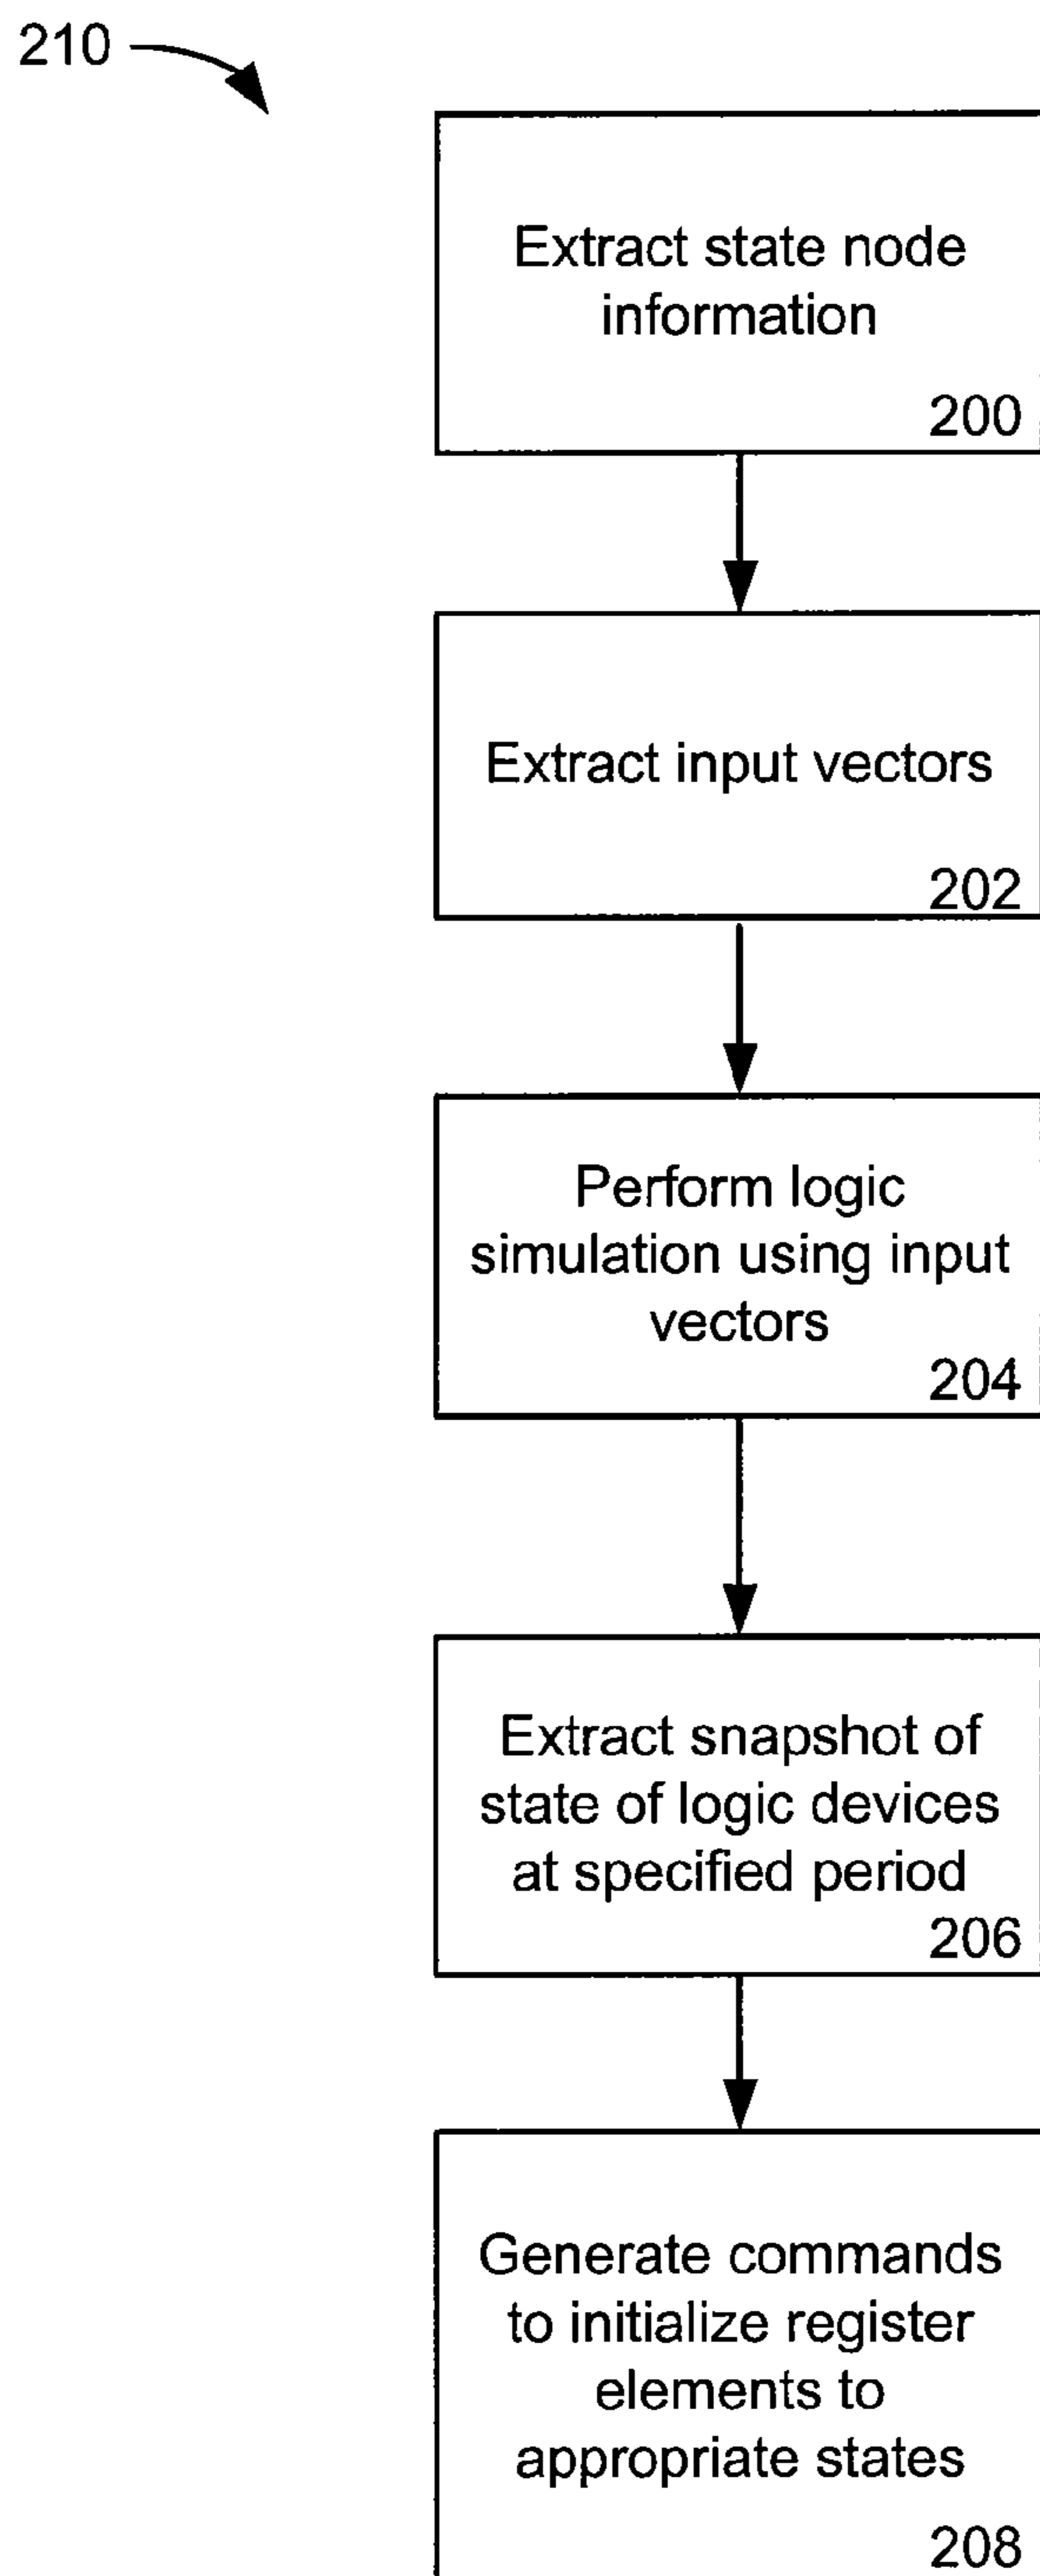 210
Extract state node
information
200
Extract input vectors
202
Perform logic
simulation using input
vectors
204
Extract snapshot of
state of logic devices
at specified period
206
Generate commands
to initialize register
elements to
appropriate states
208